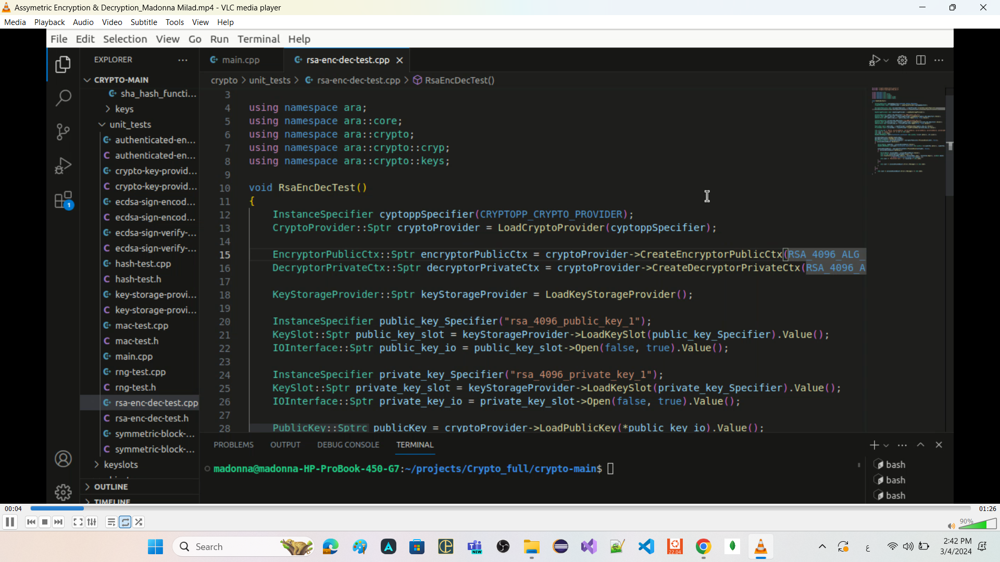 Assymetric Encryption & Decryption_Madonna Milad.mp4 - VLC media player
Media Playback Audio Video Subtitle Tools View Help
File Edit Selection View Go Run Terminal Help
EXPLORER
CRYPTO-MAIN
sha_hash_functi...
keys
unit_tests
authenticated-en...
authenticated-en...
crypto-key-provid...
crypto-key-provid...
ecdsa-sign-encod...
ecdsa-sign-encod...
ecdsa-sign-verify-...
ecdsa-sign-verify-...
hash-test.cpp
hash-test.h
key-storage-provi...
key-storage-provi...
mac-test.cpp
mac-test.h
main.cpp
rng-test.cpp
rng-test.h
rsa-enc-dec-test.cpp
rsa-enc-dec-test.h
symmetric-block-...
symmetric-block-...
keyslots
OUTLINE
TIMELINE
1
main.cpp
rsa-enc-dec-test.cpp
crypto > unit_tests > rsa-enc-dec-test.cpp > RsaEncDecTest()
3
4 using namespace ara;
5 using namespace ara::core;
6 using namespace ara::crypto;
7 using namespace ara::crypto::cryp;
8 using namespace ara::crypto::keys;
9
10 void RsaEncDecTest()
11 {
12 InstanceSpecifier cyptoppSpecifier(CRYPTOPP_CRYPTO_PROVIDER);
13 CryptoProvider::Sptr cryptoProvider = LoadCryptoProvider(cyptoppSpecifier);
14
15 EncryptorPublicCtx::Sptr encryptorPublicCtx = cryptoProvider->CreateEncryptorPublicCtx(RSA_4096_ALG_
16 DecryptorPrivateCtx::Sptr decryptorPrivateCtx = cryptoProvider->CreateDecryptorPrivateCtx(RSA_4096_A
17
18 KeyStorageProvider::Sptr keyStorageProvider = LoadKeyStorageProvider();
19
20 InstanceSpecifier public_key_Specifier("rsa_4096_public_key_1");
21 KeySlot::Sptr public_key_slot = keyStorageProvider->LoadKeySlot(public_key_Specifier).Value();
22 IOInterface::Sptr public_key_io = public_key_slot->Open(false, true).Value();
23
24 InstanceSpecifier private_key_Specifier("rsa_4096_private_key_1");
25 KeySlot::Sptr private_key_slot = keyStorageProvider->LoadKeySlot(private_key_Specifier).Value();
26 IOInterface::Sptr private_key_io = private_key_slot->Open(false, true).Value();
27
28 PublicKey::Sptrc publicKey = cryptoProvider->LoadPublicKey(*public_key_io).Value();
PROBLEMS OUTPUT DEBUG CONSOLE TERMINAL
madonna@madonna-HP-ProBook-450-G7:~/projects/Crypto_full/crypto-main$
bash
bash
bash
00:04
01:26
90%
Search
NEW
22.04
ع
2:42 PM
3/4/2024